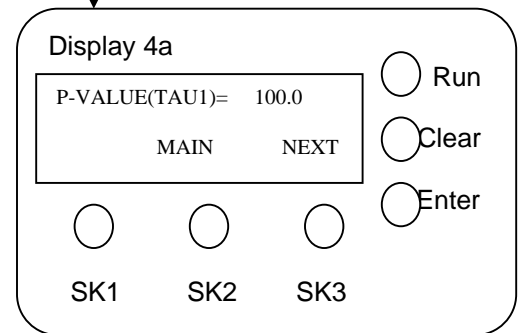 Display 4a
P-VALUE(TAU1)= 100.0
MAIN NEXT
Run
Clear
Enter
SK1 SK2 SK3